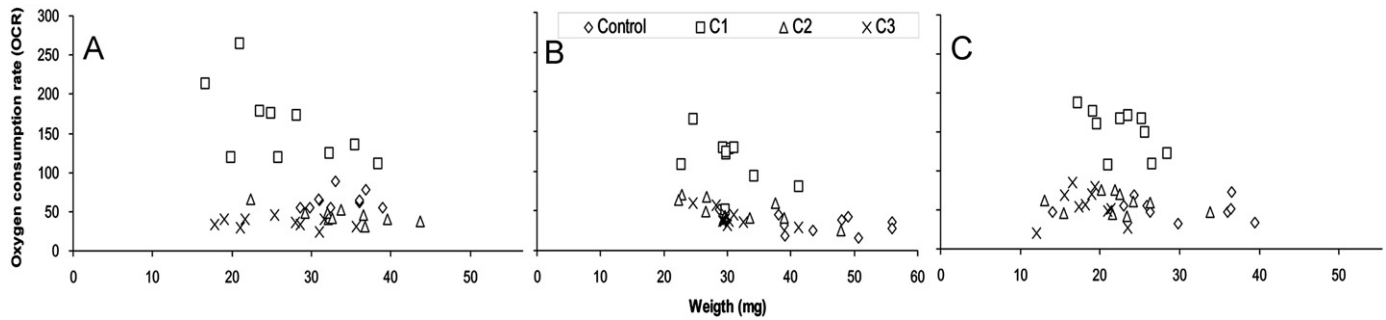 Oxygen consumption rate (OCR)
300
250
200
150
100
50
0
A
0 10 20 30 40 50
B
Control C1 C2 C3
0 10 20 30 40 50 60
C
0 10 20 30 40 50
Weigth (mg)